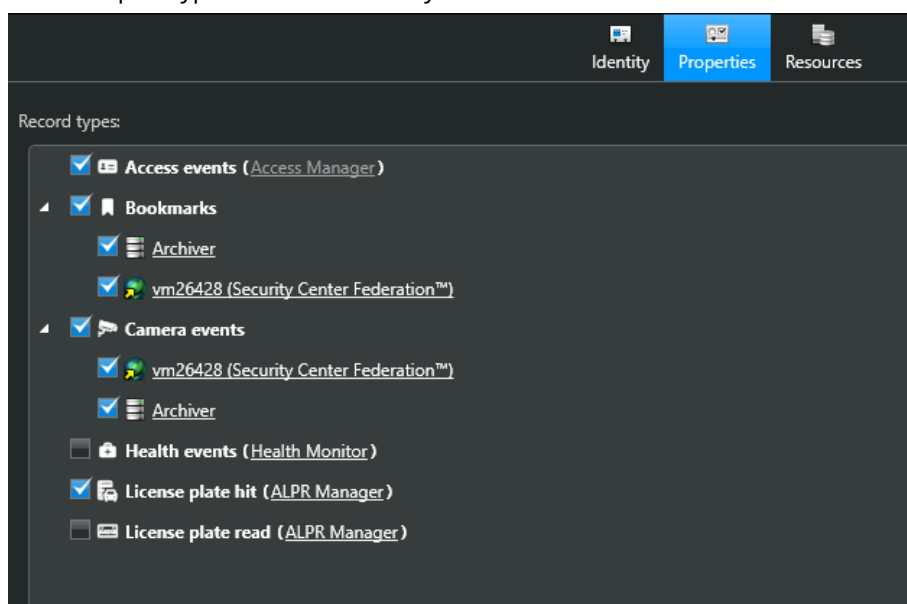 Identity Properties Resources
Record types:
Access events (Access Manager)
Bookmarks
Archiver
vm26428 (Security Center Federation™)
Camera events
vm26428 (Security Center Federation™)
Archiver
Health events (Health Monitor)
License plate hit (ALPR Manager)
License plate read (ALPR Manager)